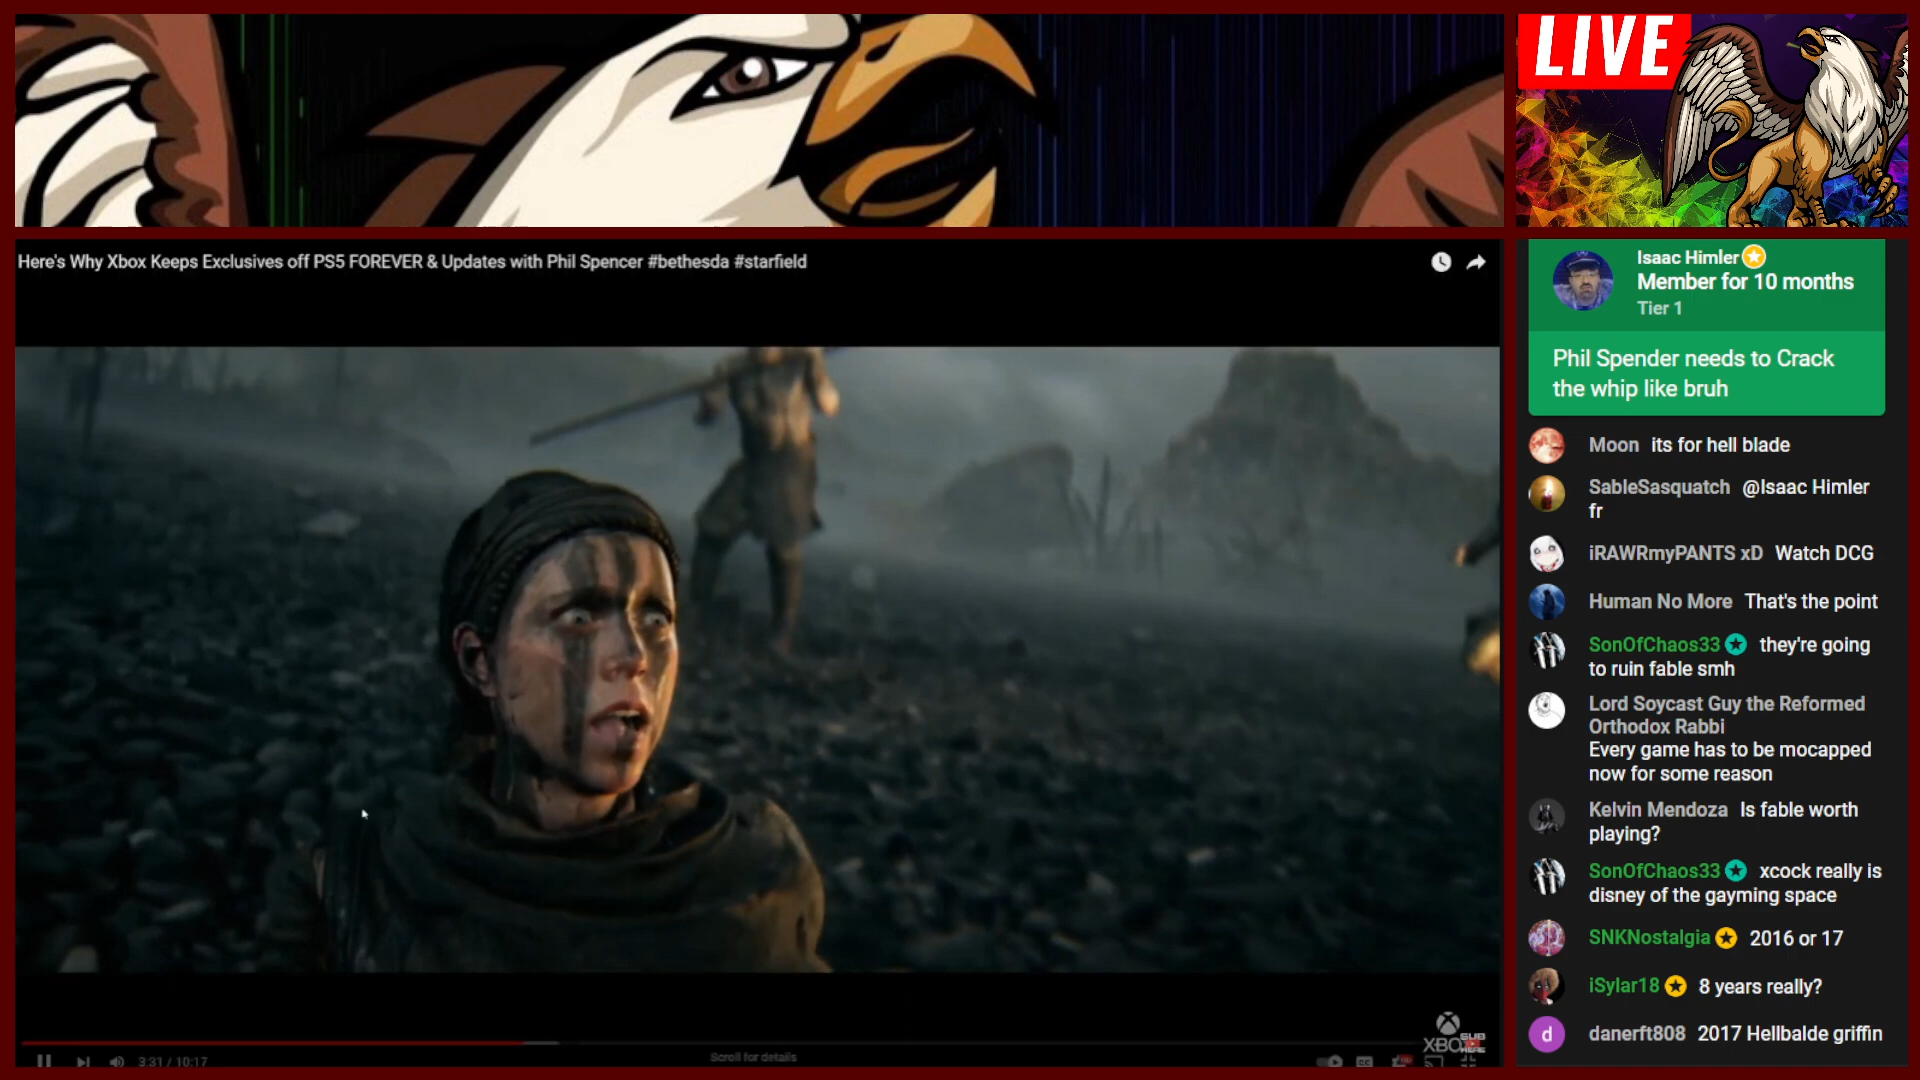 LIVE
Here's Why Xbox Keeps Exclusives off PS5 FOREVER & Updates with Phil Spencer #bethesda #starfield
Isaac Himler
Member for 10 months
Tier 1
Phil Spender needs to Crack
the whip like bruh
Moon its for hell blade
SableSasquatch @Isaac Himler
fr
iRAWRmyPANTS xD Watch DCG
Human No More That's the point
SonOfChaos33 they're going
to ruin fable smh
Lord Soycast Guy the Reformed
Orthodox Rabbi
Every game has to be mocapped
now for some reason
Kelvin Mendoza Is fable worth
playing?
SonOfChaos33 xcock really is
disney of the gayming space
SNKNostalgia 2016 or 17
iSylar18 8 years really?
d
danerft808 2017 Hellbalde griffin
3:31 / 10:17
Scroll for details
XBO
SUB
HERE